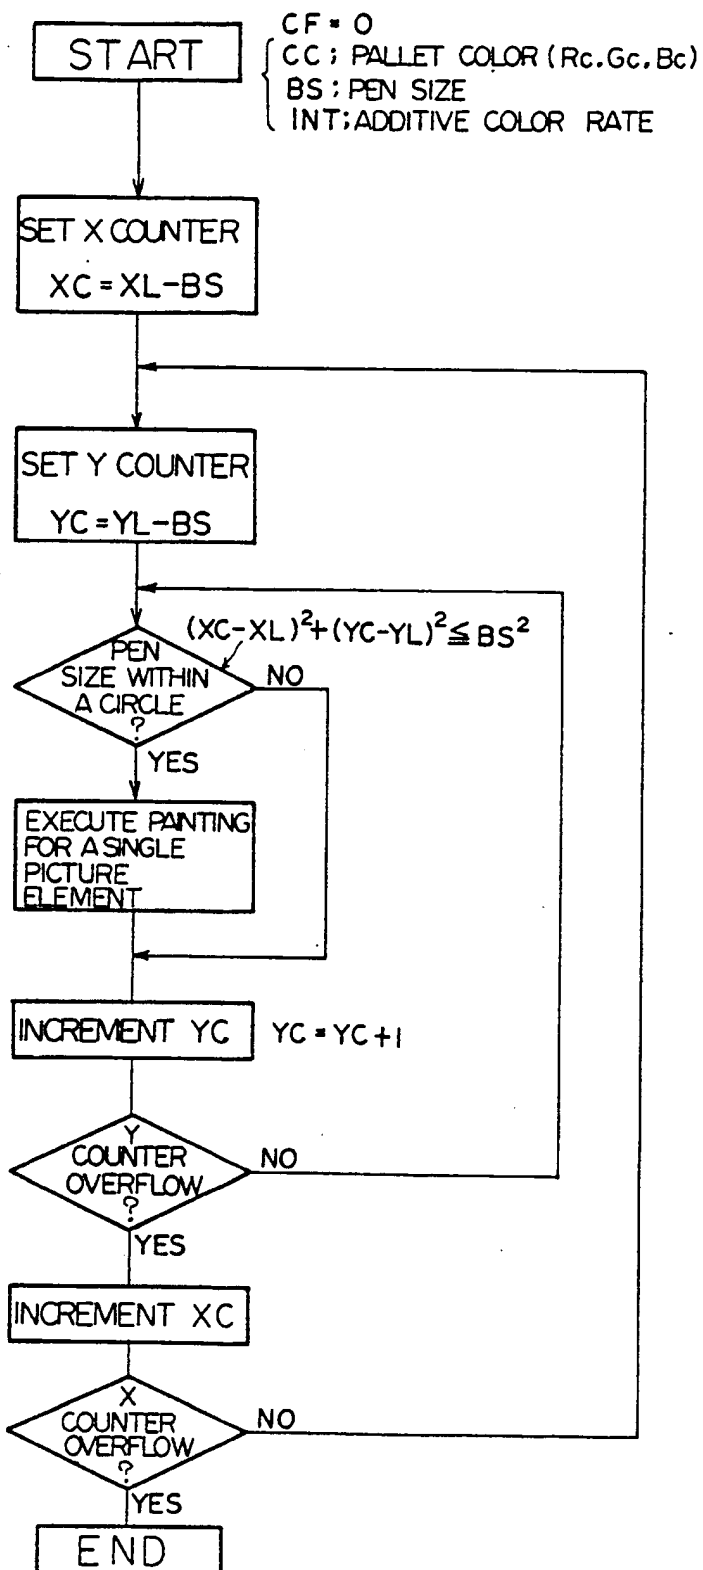 START
CF = 0
CC ; PALLET COLOR (Rc.Gc.Bc)
BS ; PEN SIZE
INT; ADDITIVE COLOR RATE
SET X COUNTER
XC = XL-BS
SET Y COUNTER
YC = YL-BS
(XC-XL)²+(YC-YL)² ≦ BS²
PEN
SIZE WITHIN
A CIRCLE
?
NO
YES
EXECUTE PAINTING
FOR A SINGLE
PICTURE
ELEMENT
INCREMENT YC
YC = YC+1
Y
COUNTER
OVERFLOW
?
NO
YES
INCREMENT XC
X
COUNTER
OVERFLOW
?
NO
YES
END